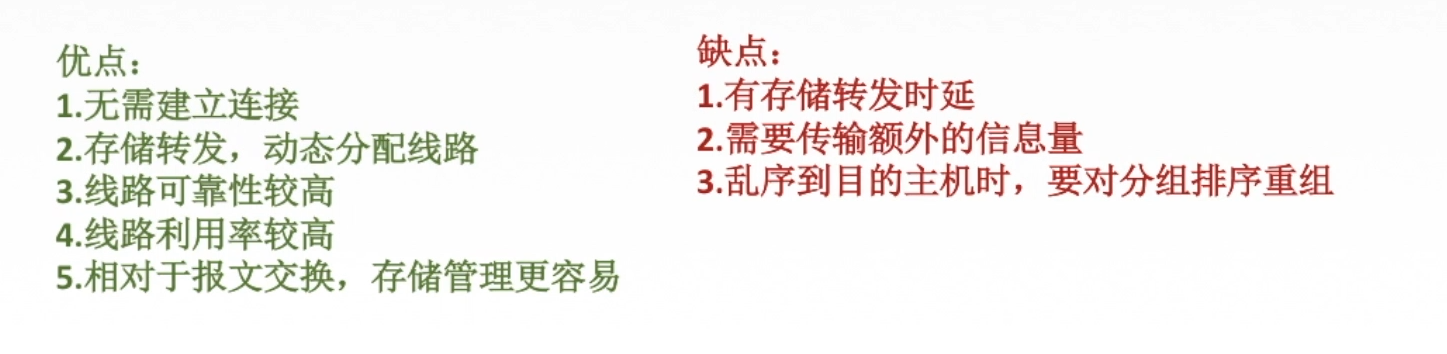 优点：
1.无需建立连接
2.存储转发，动态分配线路
3.线路可靠性较高
4.线路利用率较高
5.相对于报文交换，存储管理更容易
缺点：
1.有存储转发时延
2.需要传输额外的信息量
3.乱序到目的主机时，要对分组排序重组